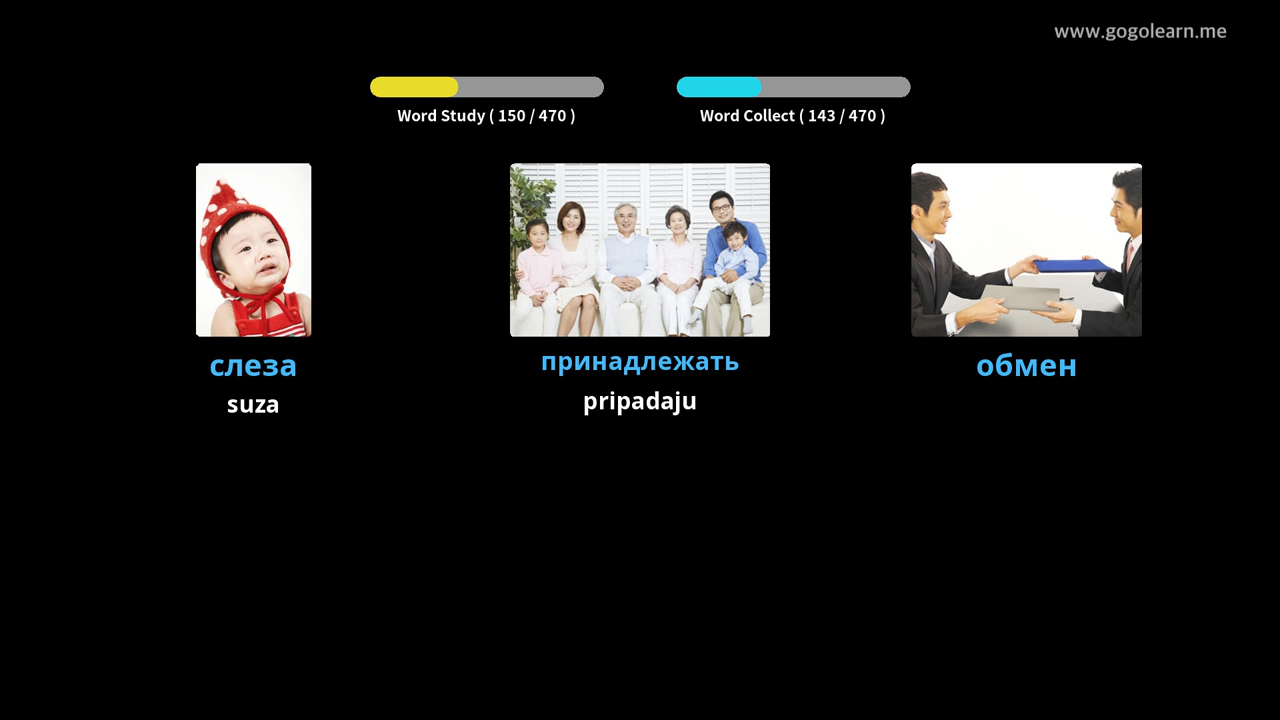 www.gogolearn.me
Word Study ( 150 / 470 )
Word Collect ( 143 / 470 )
слеза
suza
принадлежать
pripadaju
обмен